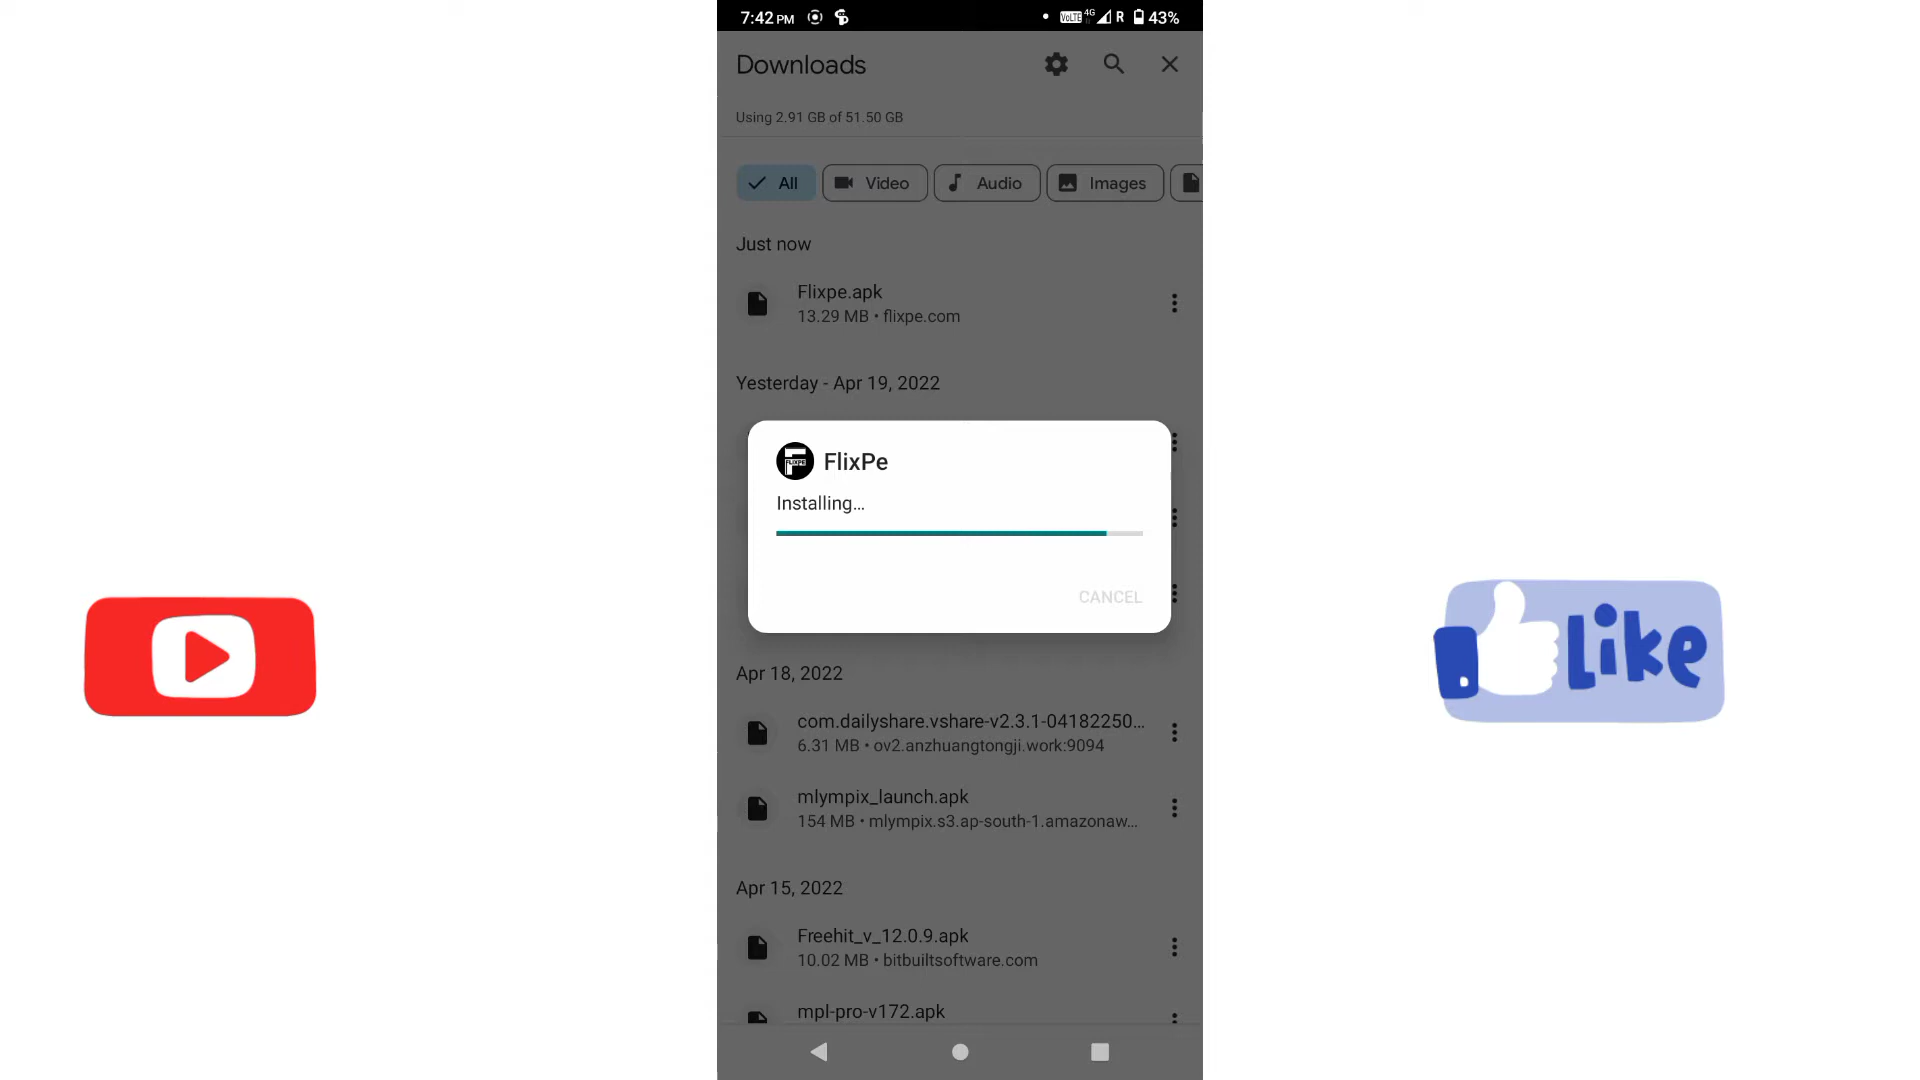 7:42 PM
VoLTE 4G R 43%
Downloads
Using 2.91 GB of 51.50 GB
All
Video
Audio
Images
Just now
Flixpe.apk
13.29 MB • flixpe.com
Yesterday - Apr 19, 2022
FLIXPE
FlixPe
Installing...
CANCEL
Apr 18, 2022
com.dailyshare.vshare-v2.3.1-04182250...
6.31 MB • ov2.anzhuangtongji.work:9094
mlympix_launch.apk
154 MB • mlympix.s3.ap-south-1.amazonaw...
Apr 15, 2022
Freehit_v_12.0.9.apk
10.02 MB • bitbuiltsoftware.com
mpl-pro-v172.apk
Like